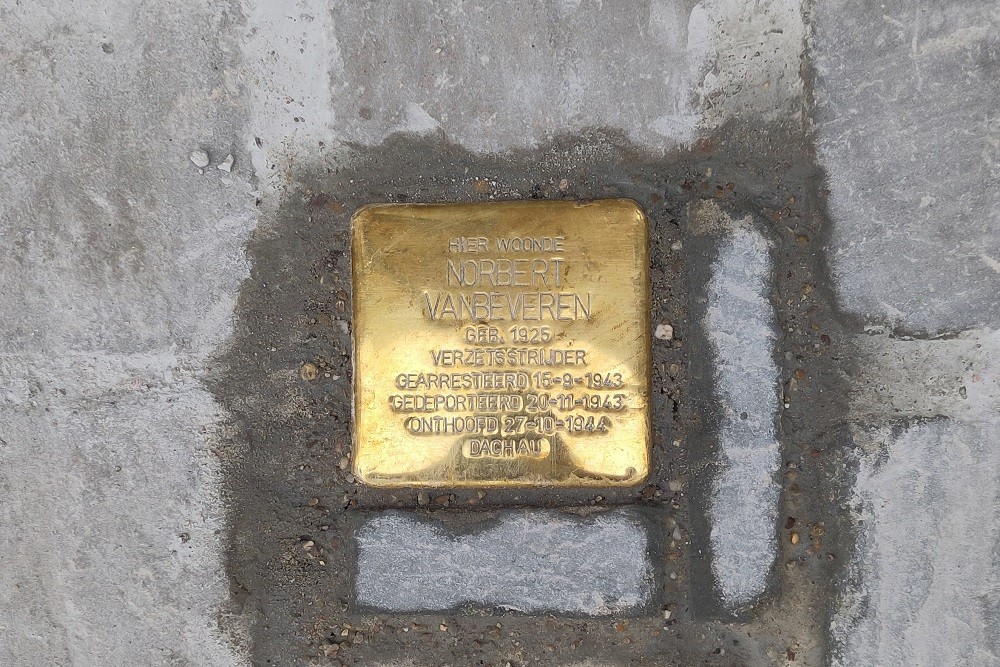 HIER WOONDE
NORBERT
VANBEVEREN
GEB. 1925
VERZETSSTRIJDER
GEARRESTEERD 15-9-1943
GEDEPORTEERD 20-11-1943
ONTHOOFD 27-10-1944
DACHAU